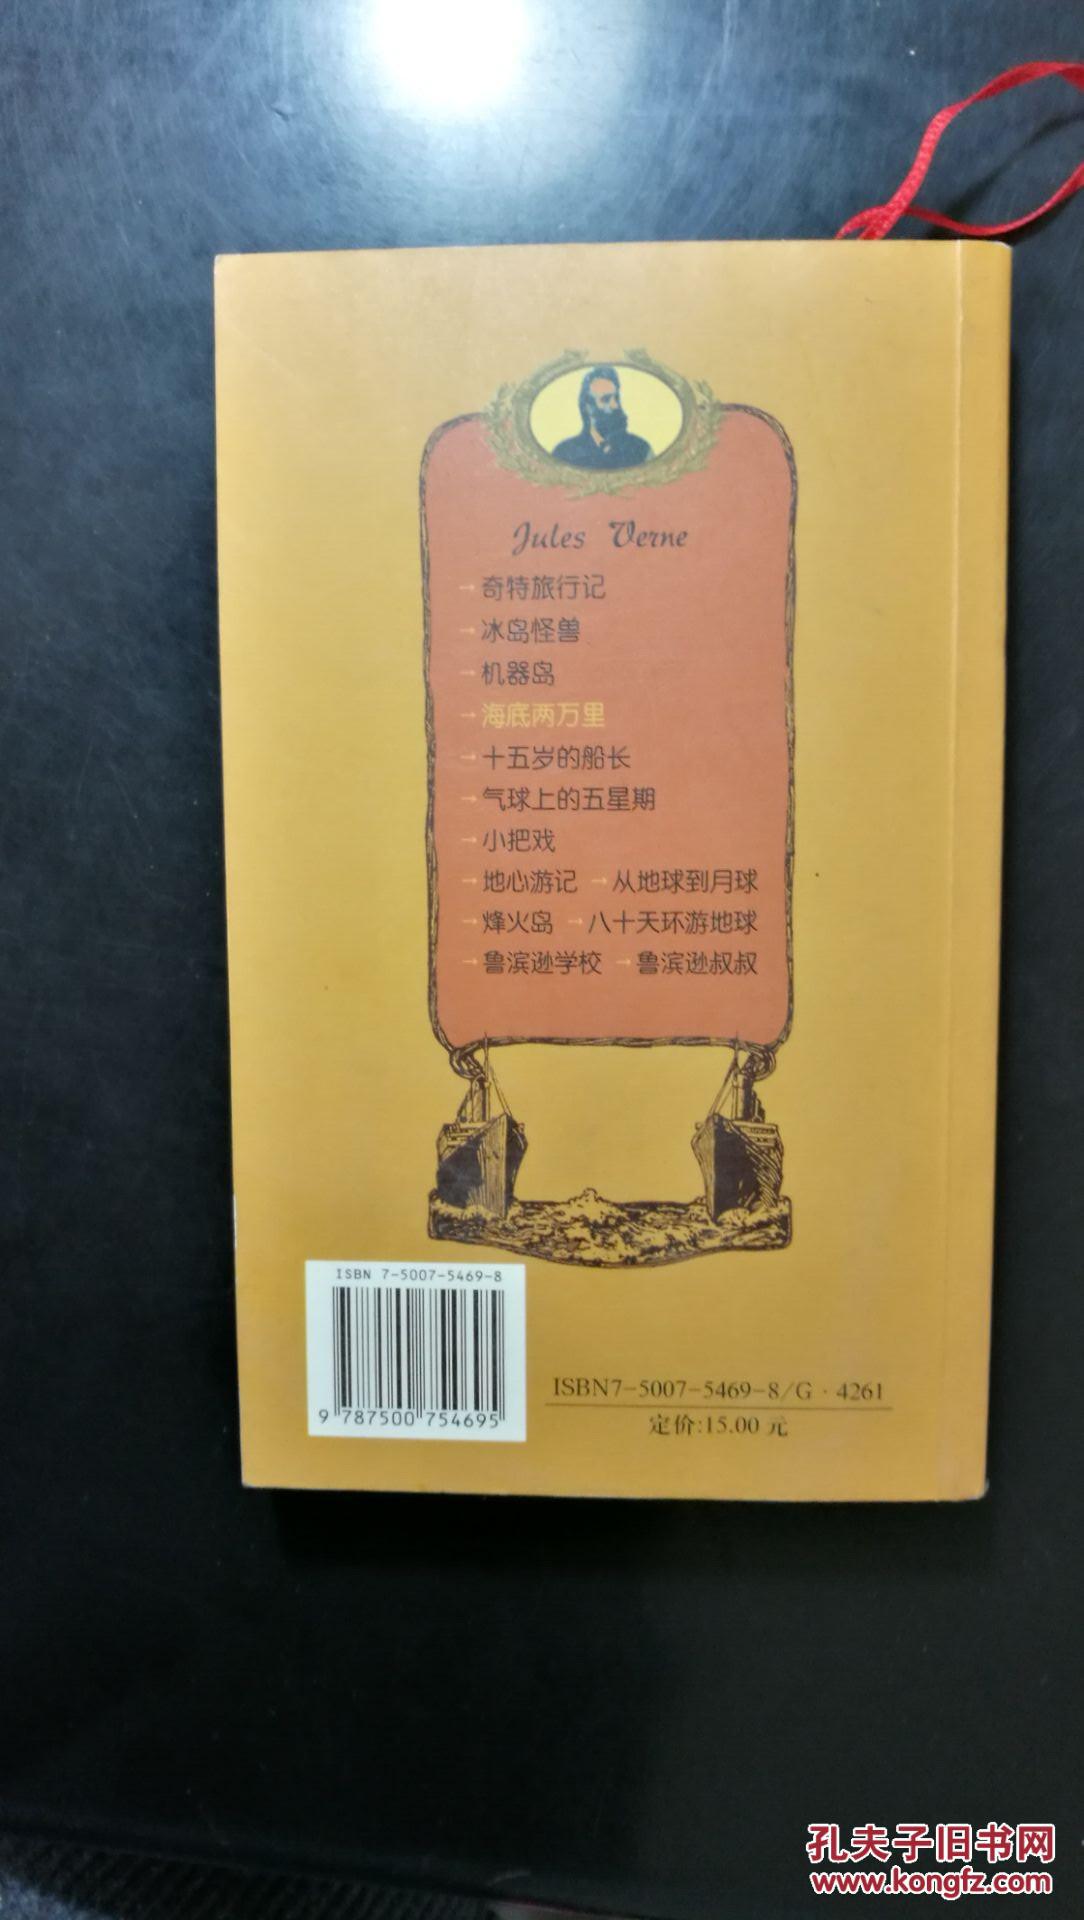 Jules Verne
→奇特旅行记
→冰岛怪兽
→机器岛
→海底两万里
→十五岁的船长
→气球上的五星期
→小把戏
→地心游记 →从地球到月球
→烽火岛 →八十天环游地球
→鲁滨逊学校 →鲁滨逊叔叔
ISBN 7-5007-5469-8
9 787500 754695
ISBN7-5007-5469-8/G·4261
定价:15.00 元
孔夫子旧书网
www.kongfz.com